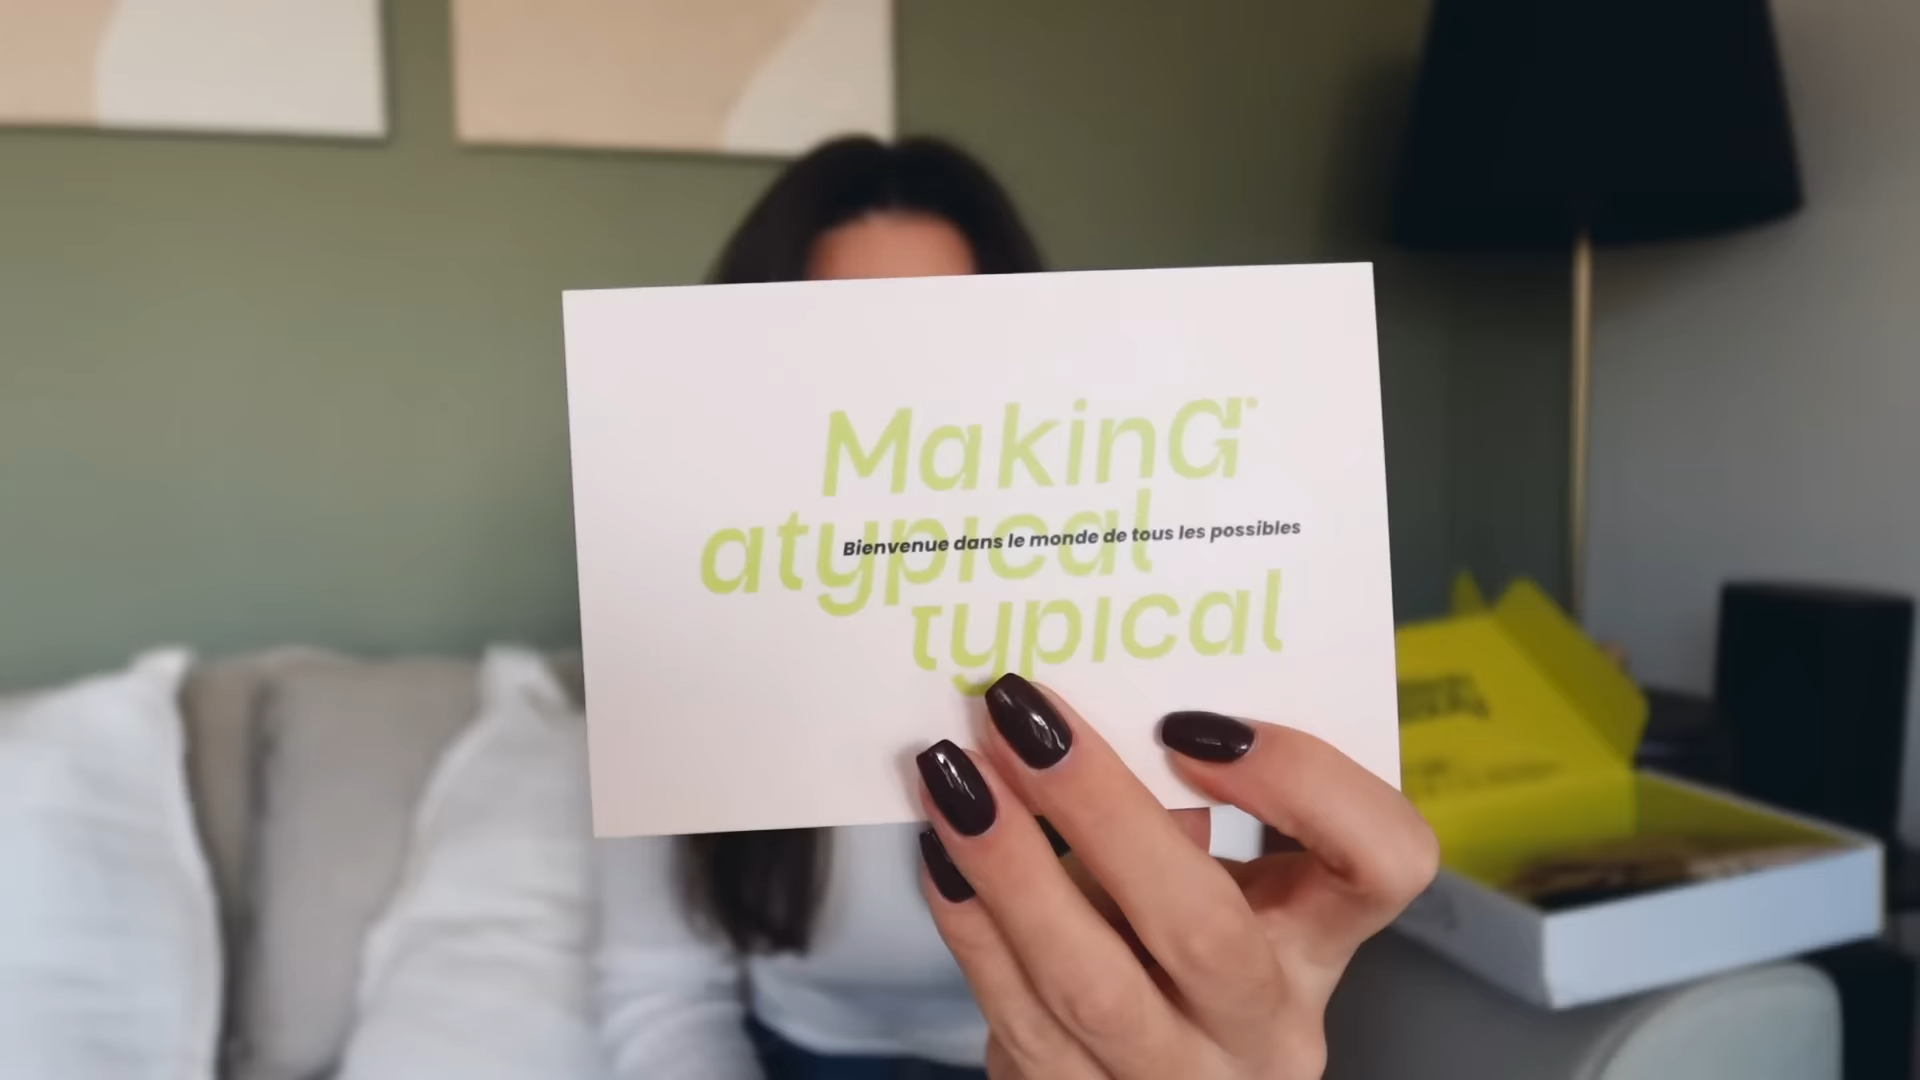 MakinG
atypical
Bienvenue dans le monde de tous les possibles
typical